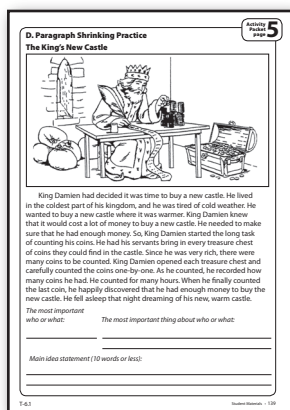 Activity
Packet
page
5
D. Paragraph Shrinking Practice
The King's New Castle
King Damien had decided it was time to buy a new castle. He lived
in the coldest part of his kingdom, and he was tired of cold weather. He
wanted to buy a new castle where it was warmer. King Damien knew
that it would cost a lot of money to buy a new castle. He needed to make
sure that he had enough money. So, King Damien started the long task
of counting his coins. He had his servants bring in every treasure chest
of coins they could find in the castle. Since he was very rich, there were
many coins to be counted. King Damien opened each treasure chest and
carefully counted the coins one-by-one. As he counted, he recorded how
many coins he had. He counted for many hours. When he finally counted
the last coin, he happily discovered that he had enough money to buy the
new castle. He fell asleep that night dreaming of his new, warm castle.
The most important
who or what:
The most important thing about who or what:
Main idea statement (10 words or less):
T-6.1
Student Materials • 139